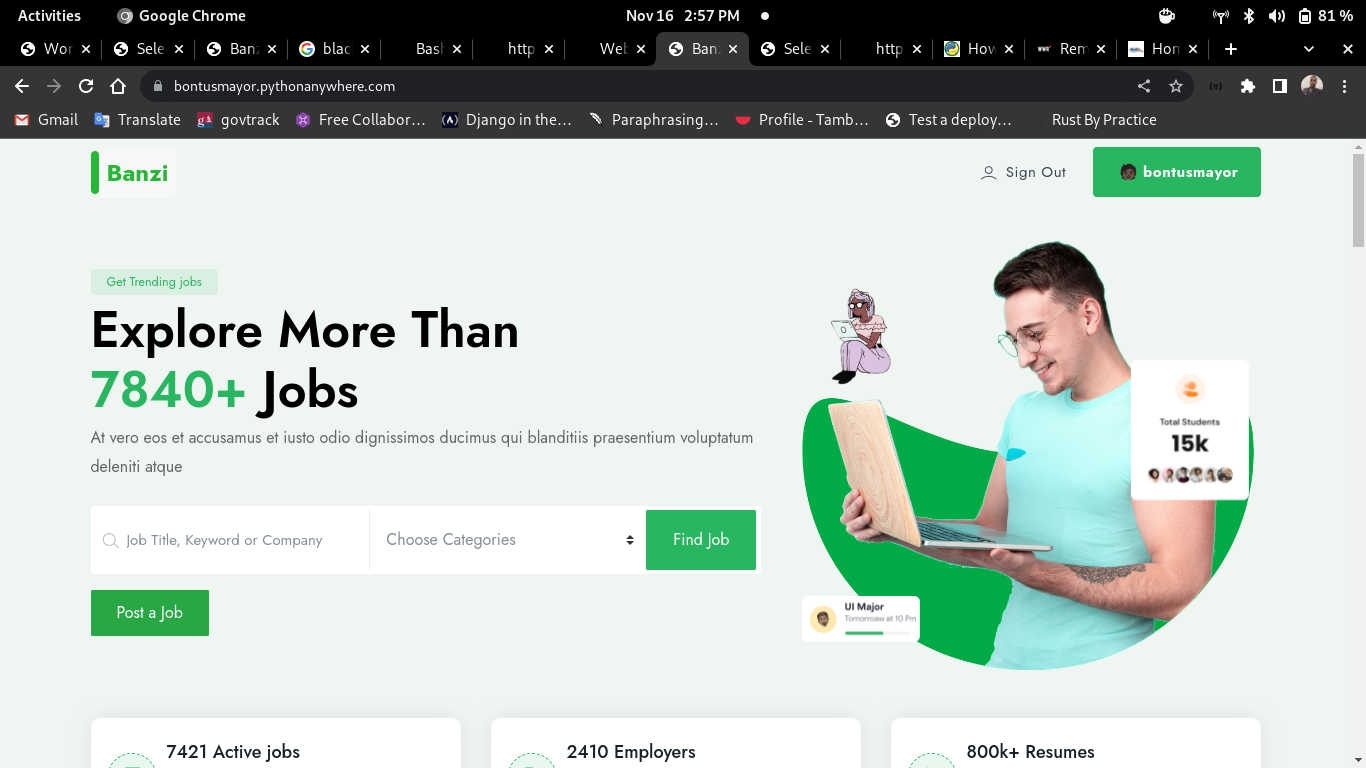 Activities
Google Chrome
Nov 16 2:57 PM
81 %
Wor
Sele
Ban
blac
Bas
http
Web
Ban
Sele
http
How
Rem
Hon
bontusmayor.pythonanywhere.com
Gmail
Translate
govtrack
Free Collabor...
Django in the...
Paraphrasing...
Profile - Tamb...
Test a deploy...
Rust By Practice
Banzi
Sign Out
bontusmayor
Get Trending jobs
Explore More Than
7840+ Jobs
At vero eos et accusamus et iusto odio dignissimos ducimus qui blanditiis praesentium voluptatum
deleniti atque
Job Title, Keyword or Company
Choose Categories
Find Job
Post a Job
Total Students
15k
UI Major
Tomorroaw at 10 Pm
7421 Active jobs
2410 Employers
800k+ Resumes